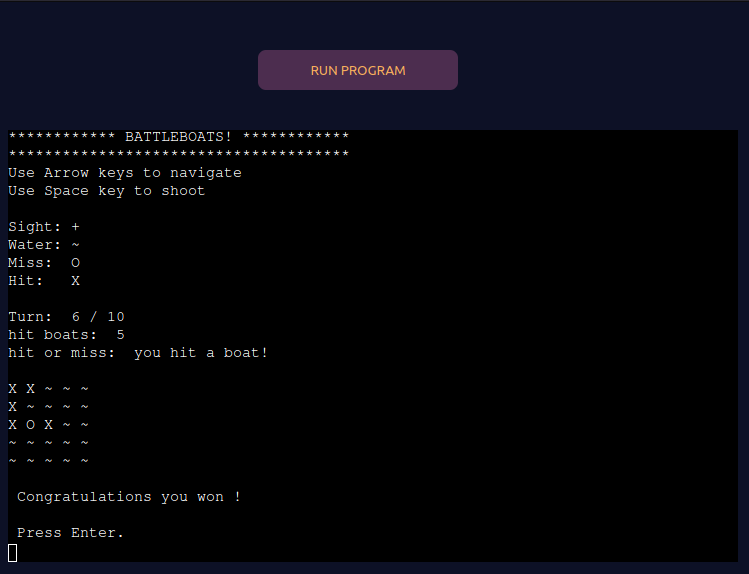 RUN PROGRAM
************ BATTLEBOATS! ************
**************************************
Use Arrow keys to navigate
Use Space key to shoot
Sight: +
Water: ~
Miss:  O
Hit:   X
Turn:  6 / 10
hit boats:  5
hit or miss:  you hit a boat!
X X ~ ~ ~
X ~ ~ ~ ~
X O X ~ ~
~ ~ ~ ~ ~
~ ~ ~ ~ ~
Congratulations you won !
Press Enter.